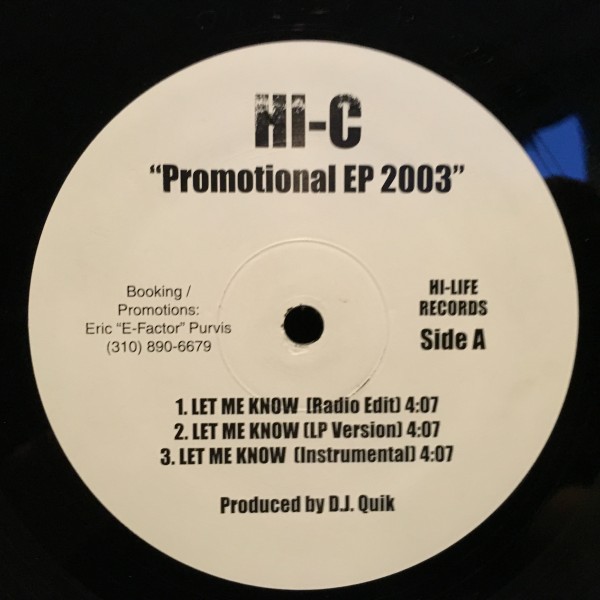 Hi-C
“Promotional EP 2003”
Booking /
Promotions:
Eric “E-Factor” Purvis
(310) 890-6679
HI-LIFE
RECORDS
Side A
1. LET ME KNOW (Radio Edit) 4:07
2. LET ME KNOW (LP Version) 4:07
3. LET ME KNOW (Instrumental) 4:07
Produced by D.J. Quik